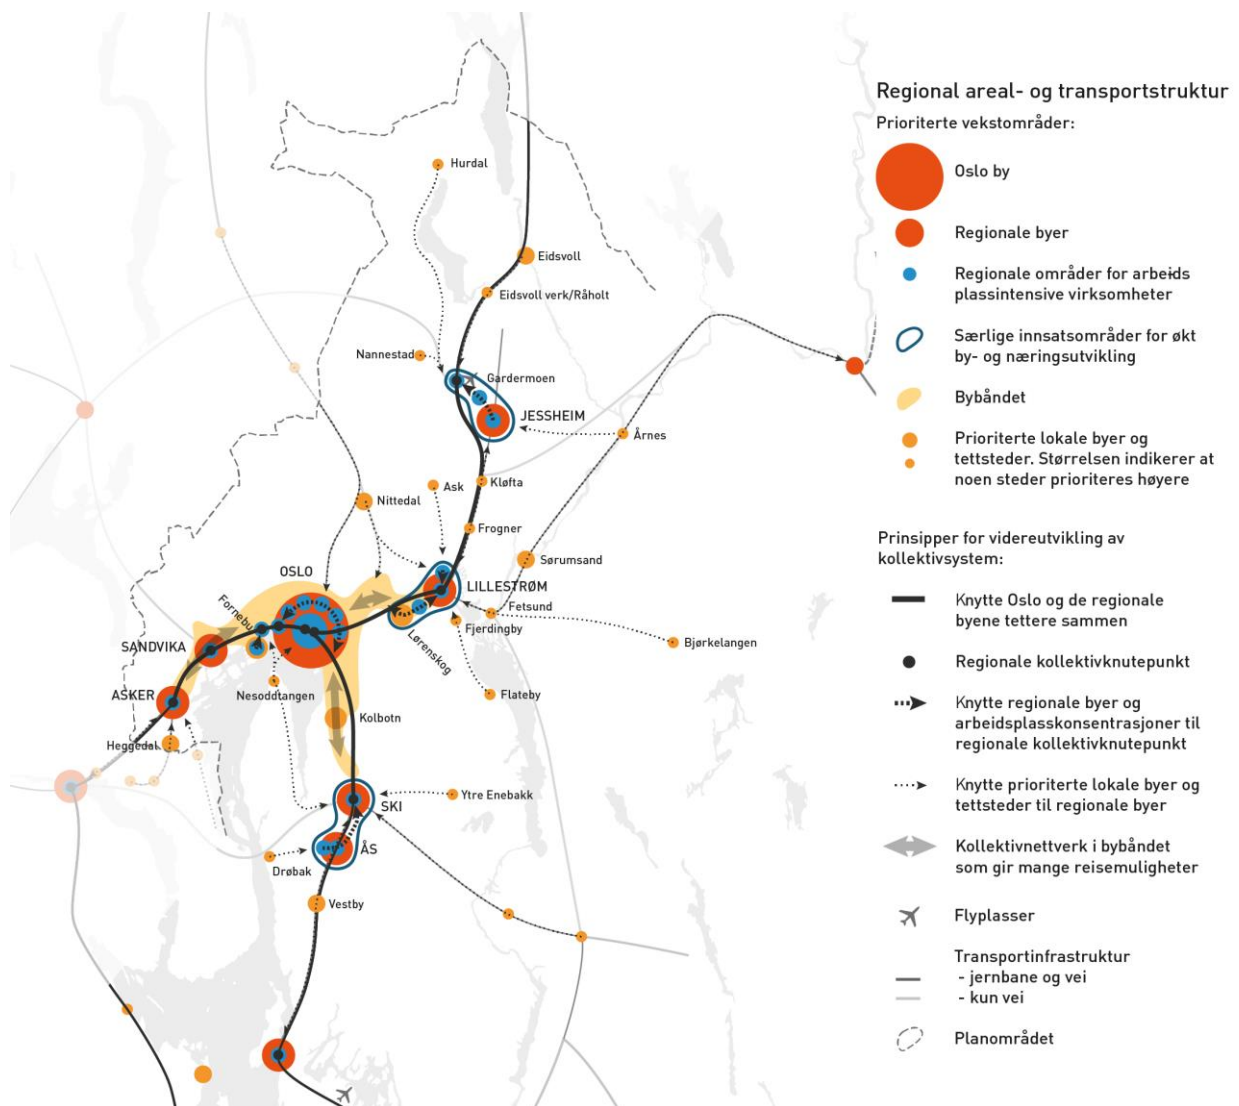 Regional areal- og transportstruktur
Prioriterte vekstområder:
Oslo by
Regionale byer
Regionale områder for arbeids
plassintensive virksomheter
Særlige innsatsområder for økt
by- og næringsutvikling
Bybåndet
Prioriterte lokale byer og
tettsteder. Størrelsen indikerer at
noen steder prioriteres høyere
Prinsipper for videreutvikling av
kollektivsystem:
Knytte Oslo og de regionale
byene tettere sammen
Regionale kollektivknutepunkt
Knytte regionale byer og
arbeidsplasskonsentrasjoner til
regionale kollektivknutepunkt
Knytte prioriterte lokale byer og
tettsteder til regionale byer
Kollektivnettverk i bybåndet
som gir mange reisemuligheter
Flyplasser
Transportinfrastruktur
- jernbane og vei
- kun vei
Planområdet
Hurdal
Eidsvoll
Eidsvoll verk/Råholt
Nannestad
Gardermoen
JESSHEIM
Årnes
Kløfta
Ask
Nittedal
Frogner
Sørumsand
OSLO
LILLESTRØM
Fornebu
Fetsund
Fjerdingby
Lørenskog
SANDVIKA
Bjørkelangen
ASKER
Nesoddtangen
Flateby
Kolbotn
Heggedal
Ytre Enebakk
SKI
ÅS
Drøbak
Vestby